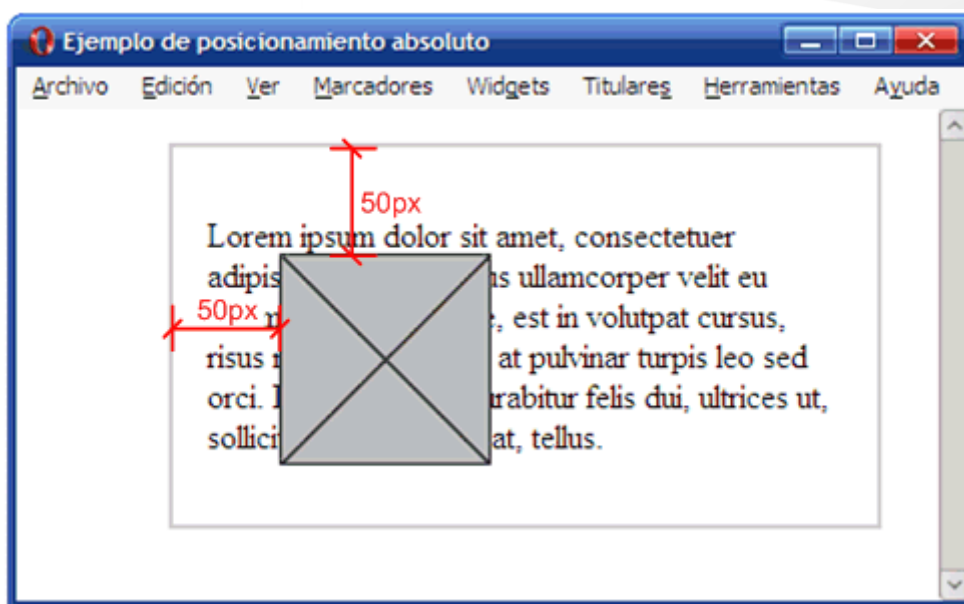 Ejemplo de posicionamiento absoluto
Archivo Edición Ver Marcadores Widgets Titulares Herramientas Ayuda
50px
Lorem ipsum dolor sit amet, consectetuer
adipis us ullamcorper velit eu
50px est in volutpat cursus,
risus at pulvinar turpis leo sed
orci. urabitur felis dui, ultrices ut,
sollicit at, tellus.